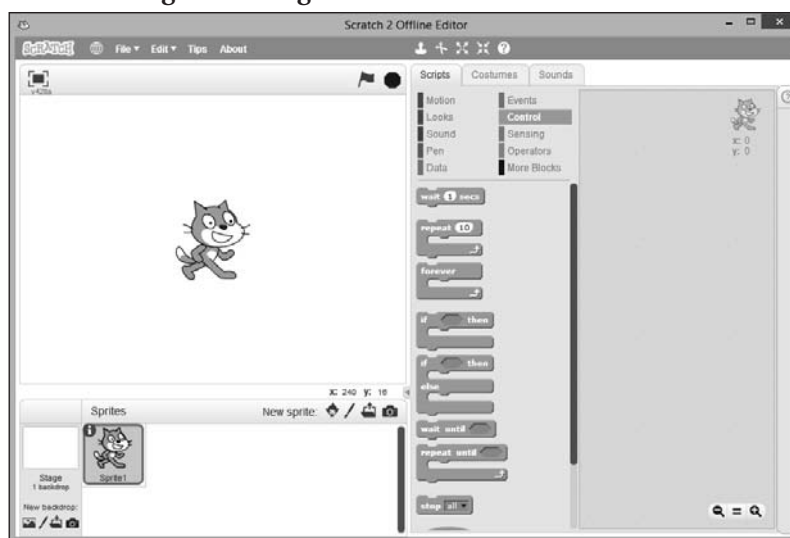 Scratch 2 Offline Editor
SCRATCH File Edit Tips About
v426a
Scripts Costumes Sounds
Motion Events
Looks Control
Sound Sensing
Pen Operators
Data More Blocks
x: 0
y: 0
wait 1 secs
repeat 10
forever
if then
if then
else
wait until
repeat until
stop all
x: 240 y: 16
Sprites New sprite:
Stage
1 backdrop
New backdrop:
Sprite1